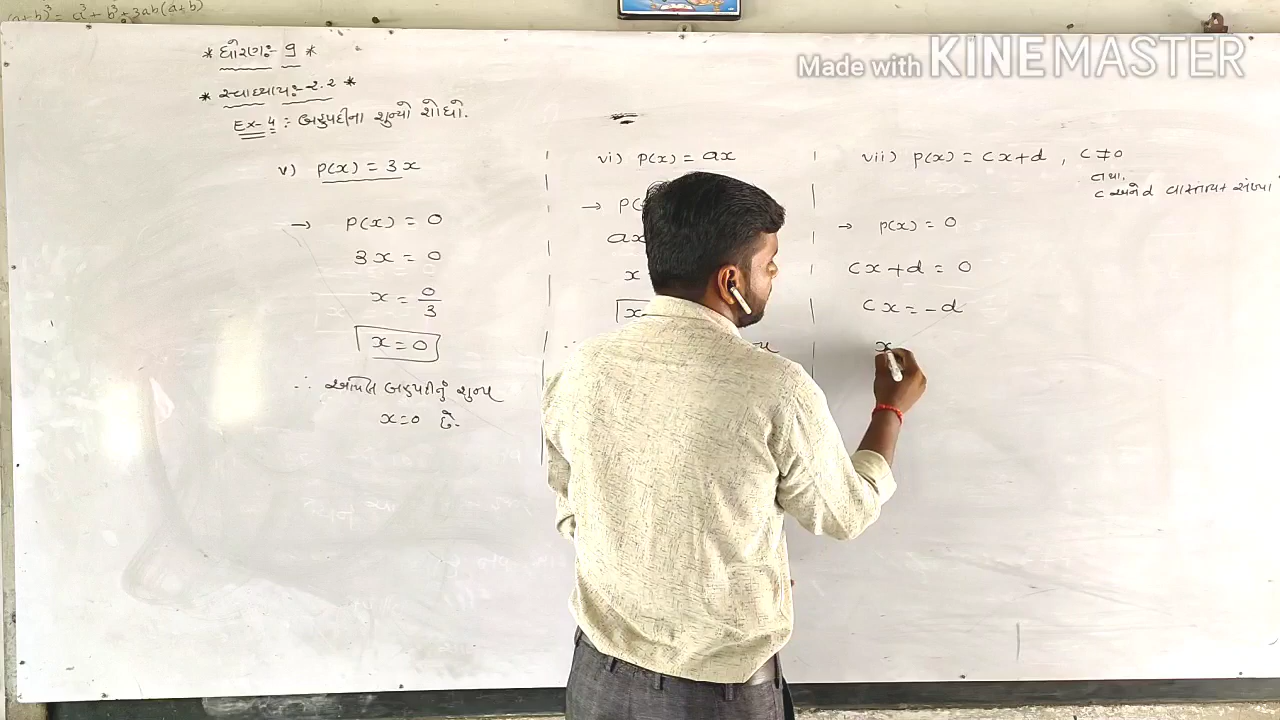 (a+b)³ = a³ + b³ + 3ab(a+b)
Made with KINEMASTER
* ધોરણ:- 9 *
* સ્વાધ્યાય:- 2.2 *
Ex-4 : બહુપદીના શુન્યો શોધો.
v) P(x) = 3x
→ P(x) = 0
3x = 0
x = 0/3
x = 0
∴ આપેલ બહુપદીનું શુન્ય
x=0 છે.
vi) P(x) = ax
→ P(
ax
x
x
∴
vii) P(x) = cx+d , c≠0
તથા.
c અને d વાસ્તવિક સંખ્યા
→ P(x) = 0
cx+d = 0
cx = -d
x